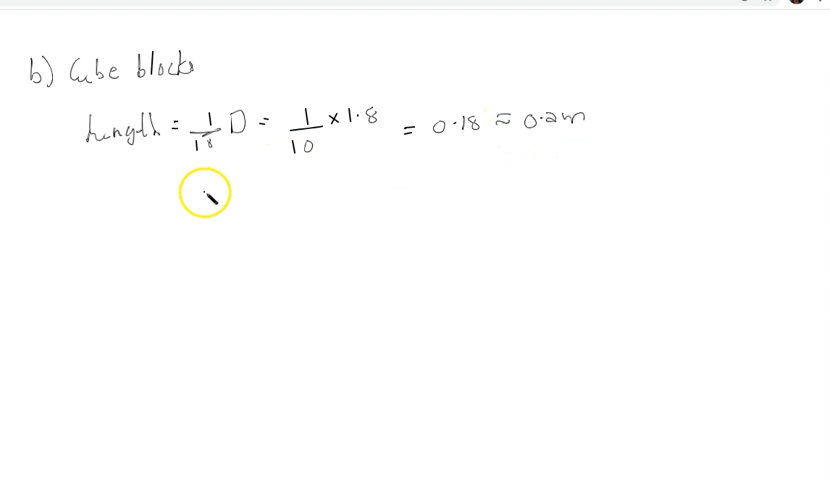 b) Cube blocks
Length = 1/18 D = 1/10 × 1.8 = 0.18 ≈ 0.2m